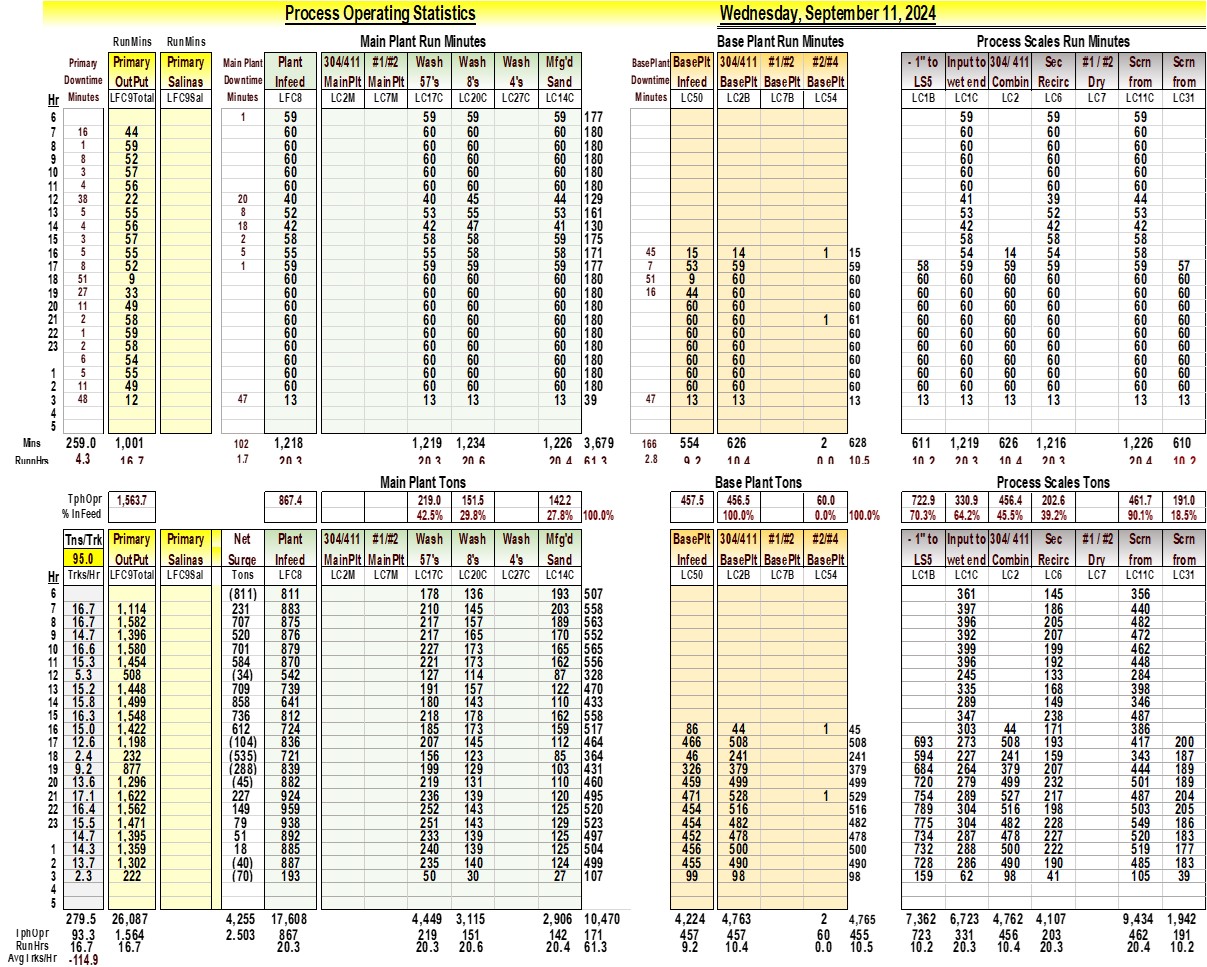 Process Operating Statistics Wednesday, September 11, 2024
RunMins RunMins Main Plant Run Minutes Base Plant Run Minutes Process Scales Run Minutes
Primary Primary Primary Main Plant Plant 304/411 #1/#2 Wash Wash Wash Mfg'd BasePlant BasePlt 304/411 #1/#2 #2/#4 - 1" to Input to 304/ 411 Sec #1 / #2 Scrn Scrn
Downtime OutPut Salinas Downtime Infeed MainPlt MainPlt 57's 8's 4's Sand Downtime Infeed BasePlt BasePlt BasePlt LS5 wet end Combin Recirc Dry from from
Hr Minutes LFC9Total LFC9Sal Minutes LFC8 LC2M LC7M LC17C LC20C LC27C LC14C Minutes LC50 LC2B LC7B LC54 LC1B LC1C LC2 LC6 LC7 LC11C LC31
6 1 59 59 59 59 177 59 59 59
7 16 44 60 60 60 60 180 60 60 60
8 1 59 60 60 60 60 180 60 60 60
9 8 52 60 60 60 60 180 60 60 60
10 3 57 60 60 60 60 180 60 60 60
11 4 56 60 60 60 60 180 60 60 60
12 38 22 20 40 40 45 44 129 41 39 44
13 5 55 8 52 53 55 53 161 53 52 53
14 4 56 18 42 42 47 41 130 42 42 42
15 3 57 2 58 58 58 59 175 58 58 58
16 5 55 5 55 55 58 58 171 45 15 14 1 15 54 14 54 58
17 8 52 1 59 59 59 59 177 7 53 59 59 58 59 59 59 59 57
18 51 9 60 60 60 60 180 51 9 60 60 60 60 60 60 60 60
19 27 33 60 60 60 60 180 16 44 60 60 60 60 60 60 60 60
20 11 49 60 60 60 60 180 60 60 60 60 60 60 60 60 60
21 2 58 60 60 60 60 180 60 60 1 61 60 60 60 60 60 60
22 1 59 60 60 60 60 180 60 60 60 60 60 60 60 60 60
23 2 58 60 60 60 60 180 60 60 60 60 60 60 60 60 60
6 54 60 60 60 60 180 60 60 60 60 60 60 60 60 60
1 5 55 60 60 60 60 180 60 60 60 60 60 60 60 60 60
2 11 49 60 60 60 60 180 60 60 60 60 60 60 60 60 60
3 48 12 47 13 13 13 13 39 47 13 13 13 13 13 13 13 13 13
4
5
Mins 259.0 1,001 102 1,218 1,219 1,234 1,226 3,679 166 554 626 2 628 611 1,219 626 1,216 1,226 610
RunnHrs 4.3 16.7 1.7 20.3 20.3 20.6 20.4 61.3 2.8 9.2 10.4 0.0 10.5 10.2 20.3 10.4 20.3 20.4 10.2
Main Plant Tons Base Plant Tons Process Scales Tons
TphOpr 1,563.7 867.4 219.0 151.5 142.2 457.5 456.5 60.0 722.9 330.9 456.4 202.6 461.7 191.0
% InFeed 42.5% 29.8% 27.8% 100.0% 100.0% 0.0% 100.0% 70.3% 64.2% 45.5% 39.2% 90.1% 18.5%
Tns/Trk Primary Primary Net Plant 304/411 #1/#2 Wash Wash Wash Mfg'd BasePlt 304/411 #1/#2 #2/#4 - 1" to Input to 304/ 411 Sec #1 / #2 Scrn Scrn
95.0 OutPut Salinas Surge Infeed MainPlt MainPlt 57's 8's 4's Sand Infeed BasePlt BasePlt BasePlt LS5 wet end Combin Recirc Dry from from
Hr Trks/Hr LFC9Total LFC9Sal Tons LFC8 LC2M LC7M LC17C LC20C LC27C LC14C LC50 LC2B LC7B LC54 LC1B LC1C LC2 LC6 LC7 LC11C LC31
6 (811) 811 178 136 193 507 361 145 356
7 16.7 1,114 231 883 210 145 203 558 397 186 440
8 16.7 1,582 707 875 217 157 189 563 396 205 482
9 14.7 1,396 520 876 217 165 170 552 392 207 472
10 16.6 1,580 701 879 227 173 165 565 399 199 462
11 15.3 1,454 584 870 221 173 162 556 396 192 448
12 5.3 508 (34) 542 127 114 87 328 245 133 284
13 15.2 1,448 709 739 191 157 122 470 335 168 398
14 15.8 1,499 858 641 180 143 110 433 289 149 346
15 16.3 1,548 736 812 218 178 162 558 347 238 487
16 15.0 1,422 612 724 185 173 159 517 86 44 1 45 303 44 171 386
17 12.6 1,198 (104) 836 207 145 112 464 466 508 508 693 273 508 193 417 200
18 2.4 232 (535) 721 156 123 85 364 46 241 241 594 227 241 159 343 187
19 9.2 877 (288) 839 199 129 103 431 326 379 379 684 264 379 207 444 189
20 13.6 1,296 (45) 882 219 131 110 460 459 499 499 720 279 499 232 501 189
21 17.1 1,622 227 924 236 139 120 495 471 528 1 529 754 289 527 217 487 204
22 16.4 1,562 149 959 252 143 125 520 454 516 516 789 304 516 198 503 205
23 15.5 1,471 79 938 251 143 129 523 454 482 482 775 304 482 228 549 186
14.7 1,395 51 892 233 139 125 497 452 478 478 734 287 478 227 520 183
1 14.3 1,359 18 885 240 139 125 504 456 500 500 732 288 500 222 519 177
2 13.7 1,302 (40) 887 235 140 124 499 455 490 490 728 286 490 190 485 183
3 2.3 222 (70) 193 50 30 27 107 99 98 98 159 62 98 41 105 39
4
5
279.5 26,087 4,255 17,608 4,449 3,115 2,906 10,470 4,224 4,763 2 4,765 7,362 6,723 4,762 4,107 9,434 1,942
TphOpr 93.3 1.564 2.503 867 219 151 142 171 457 457 60 455 723 331 456 203 462 191
RunHrs 16.7 16.7 20.3 20.3 20.6 20.4 61.3 9.2 10.4 0.0 10.5 10.2 20.3 10.4 20.3 20.4 10.2
AvgTrks/Hr -114.9